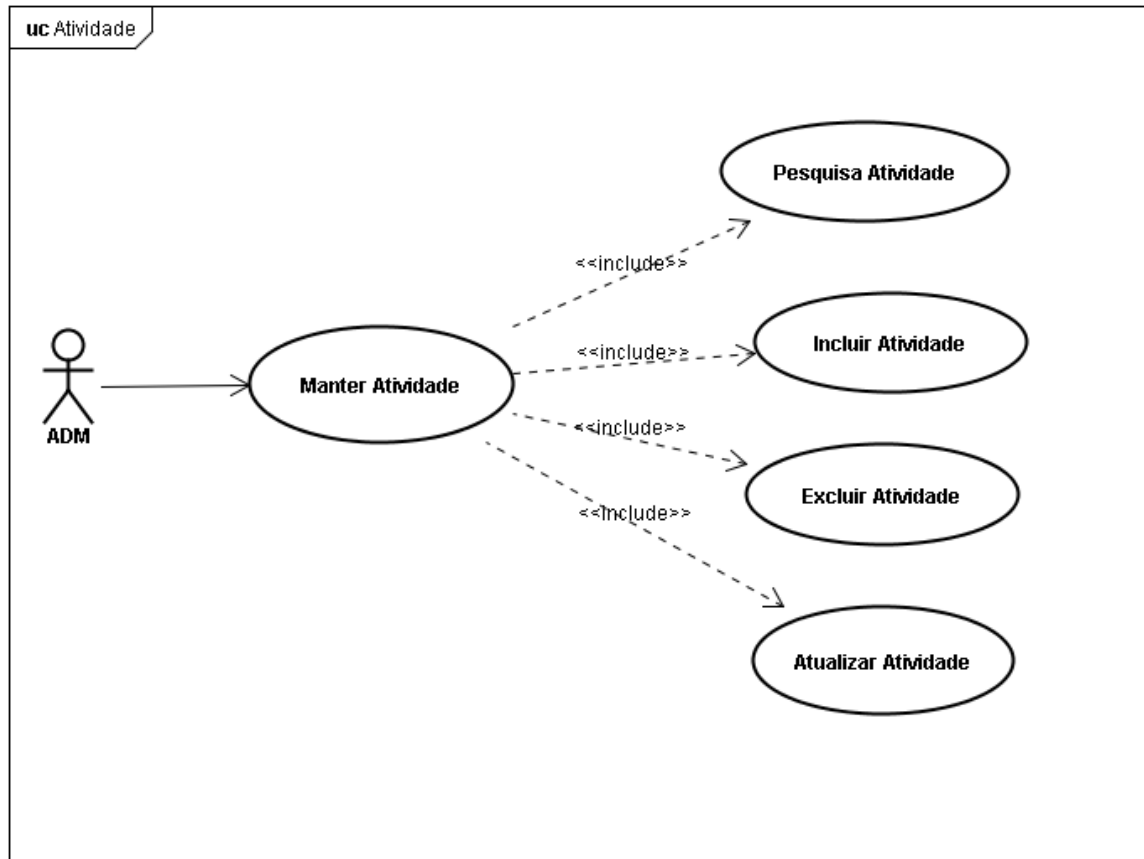 uc Atividade
Pesquisa Atividade
<<include>>
Incluir Atividade
<<include>>
Manter Atividade
<<include>>
ADM
Excluir Atividade
<<include>>
Atualizar Atividade